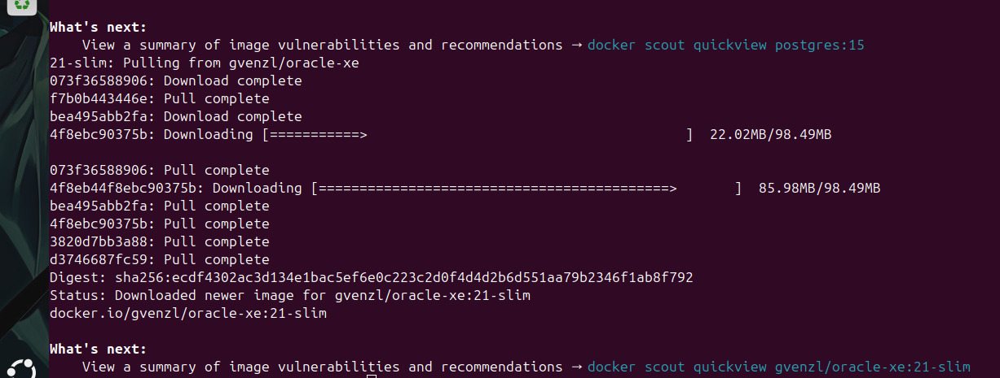 What's next:
    View a summary of image vulnerabilities and recommendations → docker scout quickview postgres:15
21-slim: Pulling from gvenzl/oracle-xe
073f36588906: Download complete
f7b0b443446e: Pull complete
bea495abb2fa: Download complete
4f8ebc90375b: Downloading [===========>                                       ]  22.02MB/98.49MB
073f36588906: Pull complete
4f8eb44f8ebc90375b: Downloading [===========================================>       ]  85.98MB/98.49MB
bea495abb2fa: Pull complete
4f8ebc90375b: Pull complete
3820d7bb3a88: Pull complete
d3746687fc59: Pull complete
Digest: sha256:ecdf4302ac3d134e1bac5ef6e0c223c2d0f4d4d2b6d551aa79b2346f1ab8f792
Status: Downloaded newer image for gvenzl/oracle-xe:21-slim
docker.io/gvenzl/oracle-xe:21-slim
What's next:
    View a summary of image vulnerabilities and recommendations → docker scout quickview gvenzl/oracle-xe:21-slim